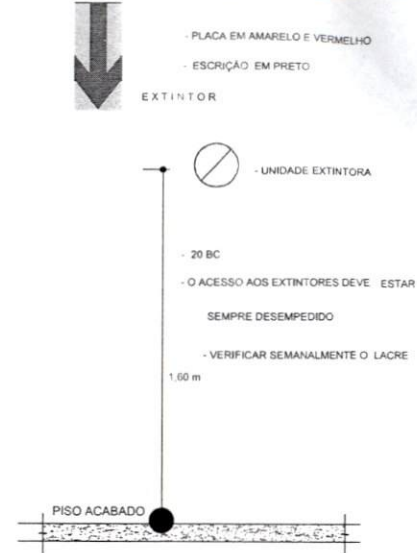 - PLACA EM AMARELO E VERMELHO
- ESCRIÇÃO EM PRETO
EXTINTOR
- UNIDADE EXTINTORA
- 20 BC
- O ACESSO AOS EXTINTORES DEVE ESTAR
SEMPRE DESEMPEDIDO
- VERIFICAR SEMANALMENTE O LACRE
1,60 m
PISO ACABADO